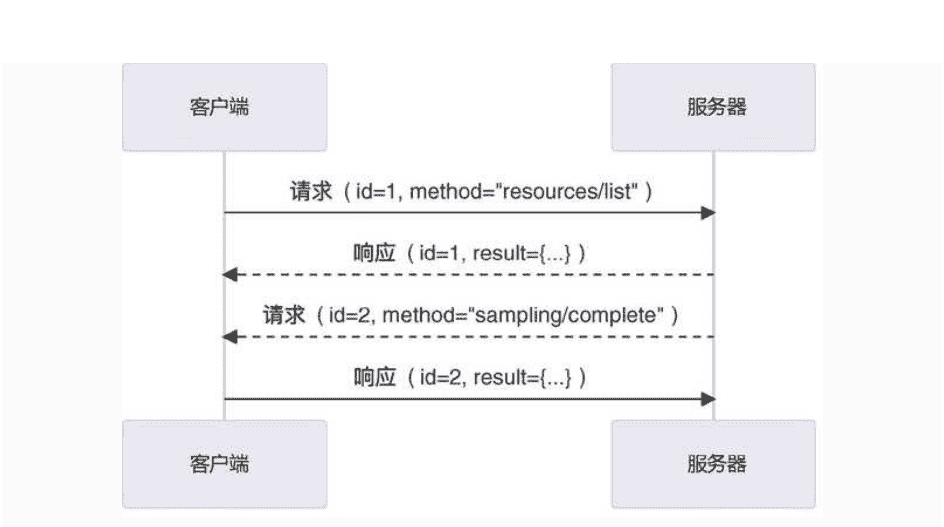 客户端 服务器
请求（id=1, method="resources/list"）
响应（id=1, result={...}）
请求（id=2, method="sampling/complete"）
响应（id=2, result={...}）
客户端 服务器